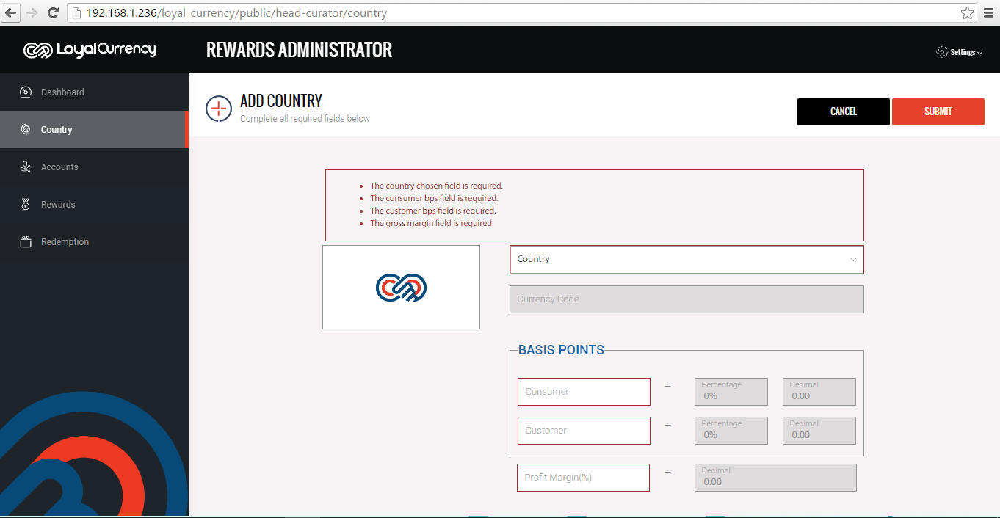 192.168.1.236/loyal_currency/public/head-curator/country
LoyalCurrency
REWARDS ADMINISTRATOR
Settings
Dashboard
Country
Accounts
Rewards
Redemption
ADD COUNTRY
Complete all required fields below
CANCEL
SUBMIT
The country chosen field is required.
The consumer bps field is required.
The customer bps field is required.
The gross margin field is required.
Country
Currency Code
BASIS POINTS
Consumer
=
Percentage
0%
Decimal
0.00
Customer
=
Percentage
0%
Decimal
0.00
Profit Margin(%)
=
Decimal
0.00